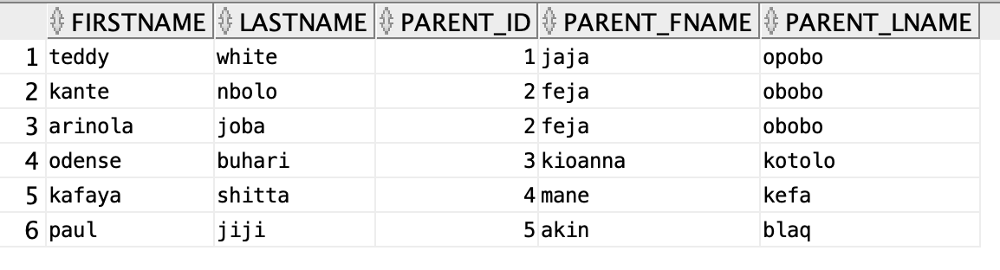 FIRSTNAME LASTNAME PARENT_ID PARENT_FNAME PARENT_LNAME
1 teddy white 1 jaja opobo
2 kante nbolo 2 feja obobo
3 arinola joba 2 feja obobo
4 odense buhari 3 kioanna kotolo
5 kafaya shitta 4 mane kefa
6 paul jiji 5 akin blaq